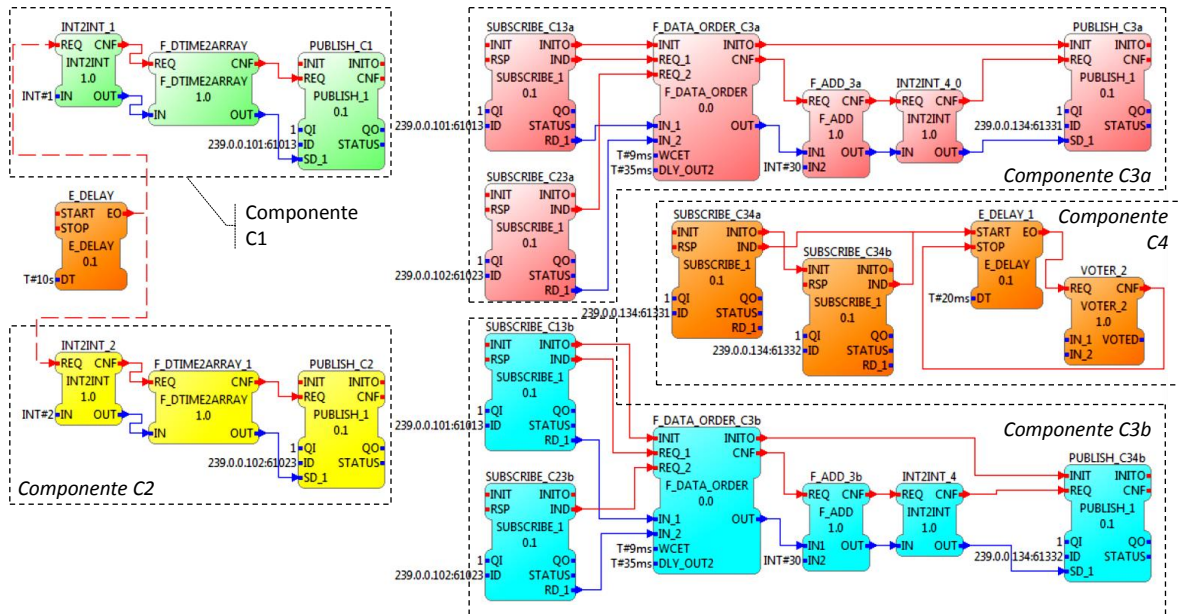 INT2INT_1
REQ CNF
INT2INT
1.0
INT#1 IN OUT
F_DTIME2ARRAY
REQ CNF
F_DTIME2ARRAY
1.0
IN OUT
PUBLISH_C1
INIT INITO
REQ CNF
PUBLISH_1
0.1
1 QI QO
239.0.0.101:61013 ID STATUS
SD_1
Componente
C1
E_DELAY
START EO
STOP
E_DELAY
0.1
T#10s DT
INT2INT_2
REQ CNF
INT2INT
1.0
INT#2 IN OUT
F_DTIME2ARRAY_1
REQ CNF
F_DTIME2ARRAY
1.0
IN OUT
PUBLISH_C2
INIT INITO
REQ CNF
PUBLISH_1
0.1
1 QI QO
239.0.0.102:61023 ID STATUS
SD_1
Componente C2
SUBSCRIBE_C13a
INIT INITO
RSP IND
SUBSCRIBE_1
0.1
1 QI QO
239.0.0.101:61013 ID STATUS
RD_1
SUBSCRIBE_C23a
INIT INITO
RSP IND
SUBSCRIBE_1
0.1
1 QI QO
239.0.0.102:61023 ID STATUS
RD_1
F_DATA_ORDER_C3a
INIT INITO
REQ_1 CNF
REQ_2
F_DATA_ORDER
0.0
IN_1 OUT
IN_2
T#9ms WCET
T#35ms DLY_OUT2
F_ADD_3a
REQ CNF
F_ADD
1.0
IN1 OUT
INT#30 IN2
INT2INT_4_0
REQ CNF
INT2INT
1.0
IN OUT
PUBLISH_C3a
INIT INITO
REQ CNF
PUBLISH_1
0.1
1 QI QO
239.0.0.134:61331 ID STATUS
SD_1
Componente C3a
SUBSCRIBE_C34a
INIT INITO
RSP IND
SUBSCRIBE_1
0.1
1 QI QO
239.0.0.134:61331 ID STATUS
RD_1
SUBSCRIBE_C34b
INIT INITO
RSP IND
SUBSCRIBE_1
0.1
1 QI QO
239.0.0.134:61332 ID STATUS
RD_1
E_DELAY_1
START EO
STOP
E_DELAY
0.1
T#20ms DT
VOTER_2
REQ CNF
VOTER_2
1.0
IN_1 VOTED
IN_2
Componente
C4
SUBSCRIBE_C13b
INIT INITO
RSP IND
SUBSCRIBE_1
0.1
1 QI QO
239.0.0.101:61013 ID STATUS
RD_1
SUBSCRIBE_C23b
INIT INITO
RSP IND
SUBSCRIBE_1
0.1
1 QI QO
239.0.0.102:61023 ID STATUS
RD_1
F_DATA_ORDER_C3b
INIT INITO
REQ_1 CNF
REQ_2
F_DATA_ORDER
0.0
IN_1 OUT
IN_2
T#9ms WCET
T#35ms DLY_OUT2
F_ADD_3b
REQ CNF
F_ADD
1.0
IN1 OUT
INT#30 IN2
INT2INT_4
REQ CNF
INT2INT
1.0
IN OUT
PUBLISH_C34b
INIT INITO
REQ CNF
PUBLISH_1
0.1
1 QI QO
239.0.0.134:61332 ID STATUS
SD_1
Componente C3b